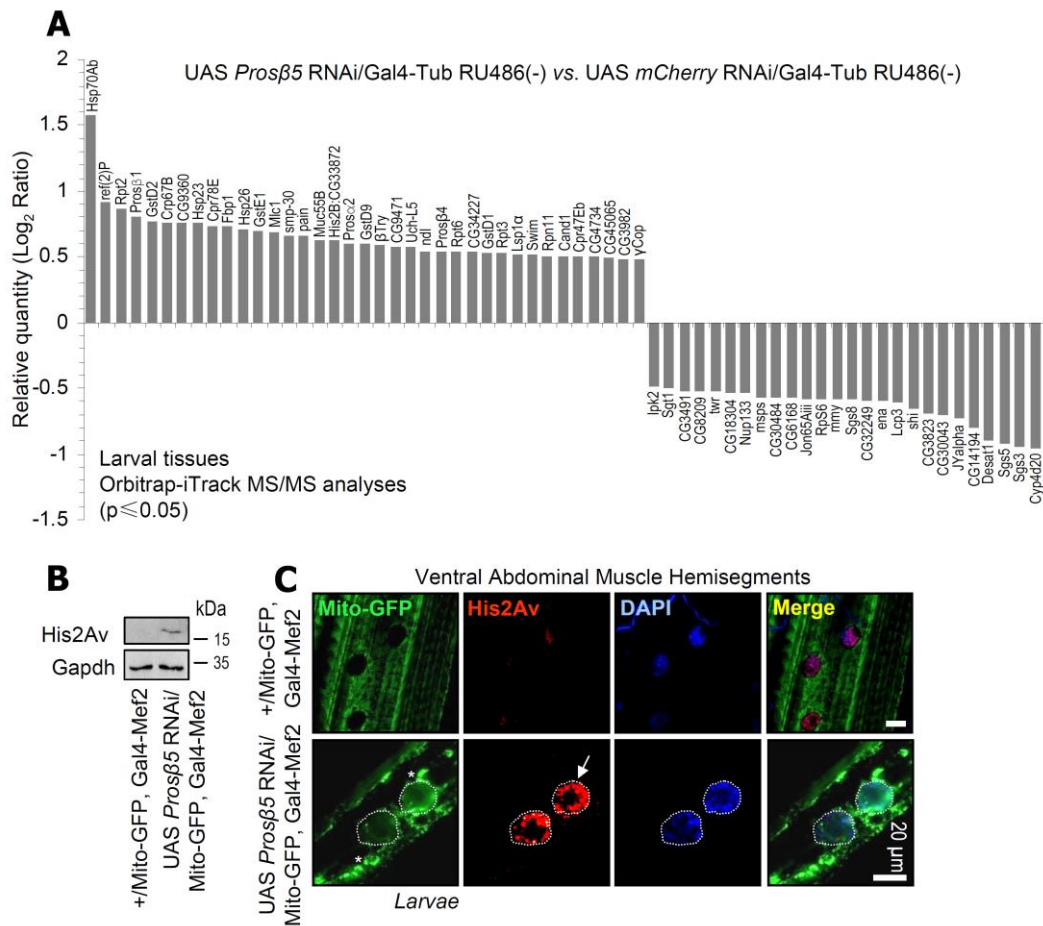 A
2
1.5
1
0.5
0
-0.5
-1
-1.5
Relative quantity (Log2 Ratio)
UAS Prosβ5 RNAi/Gal4-Tub RU486(-) vs. UAS mCherry RNAi/Gal4-Tub RU486(-)
Hsp70Ab
ref(2)P
Rpt2
Prosβ1
GstD2
Crp67B
CG9360
Hsp23
Cpr78E
Fbp1
Hsp26
GstE1
Mlc1
smp-30
pain
Muc55B
His2B:CG33872
Prosα2
GstD9
βTry
CG9471
Uch-L5
ndl
Prosβ4
Rpt6
CG34227
GstD1
Rpt3
Lsp1α
Swim
Rpn11
Cand1
Cpr47Eb
CG4734
CG45065
CG3982
γCop
Ipk2
Sgt1
CG3491
CG8209
twr
CG18304
Nup133
msps
CG30484
CG6168
Jon65Aiii
RpS6
mmy
Sgs8
CG32249
ena
Lcp3
shi
CG3823
CG30043
JYalpha
CG14194
Desat1
Sgs5
Sgs3
Cyp4d20
Larval tissues
Orbitrap-iTrack MS/MS analyses
(p≤0.05)
B
kDa
His2Av
15
Gapdh
35
+/Mito-GFP, Gal4-Mef2
UAS Prosβ5 RNAi/
Mito-GFP, Gal4-Mef2
C
Ventral Abdominal Muscle Hemisegments
Mito-GFP
His2Av
DAPI
Merge
+/Mito-GFP,
Gal4-Mef2
UAS Prosβ5 RNAi/
Mito-GFP, Gal4-Mef2
*
*
20 µm
Larvae